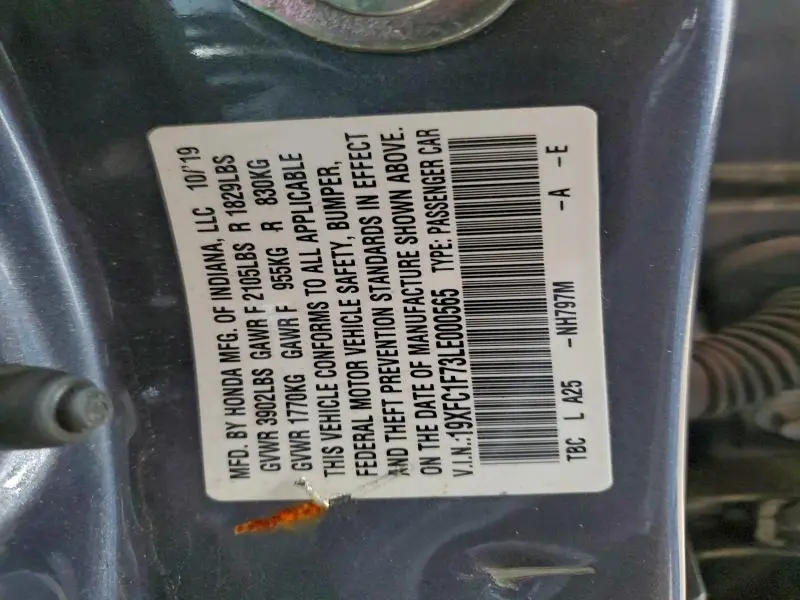 MFD. BY HONDA MFG. OF INDIANA, LLC 10/'19
GVWR 3902LBS GAWR F 2105LBS R 1829LBS
GVWR 1770KG GAWR F 955KG R 830KG
THIS VEHICLE CONFORMS TO ALL APPLICABLE
FEDERAL MOTOR VEHICLE SAFETY, BUMPER,
AND THEFT PREVENTION STANDARDS IN EFFECT
ON THE DATE OF MANUFACTURE SHOWN ABOVE.
V.I.N.:19XFC1F73LE000565 TYPE: PASSENGER CAR
TBC L A25 -NH797M -A -E